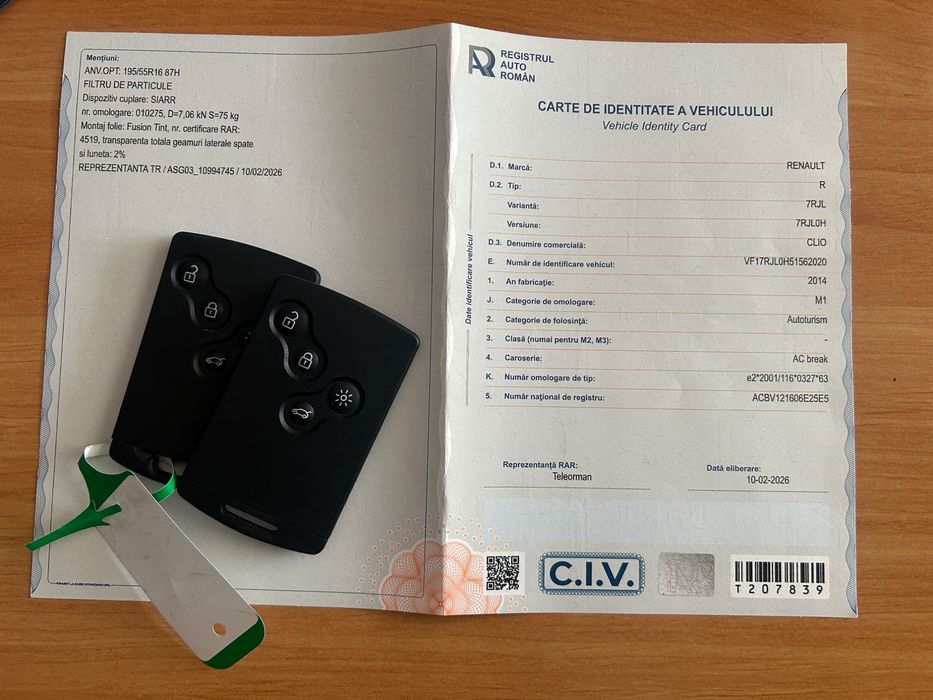 Mențiuni:
ANV.OPT: 195/55R16 87H
FILTRU DE PARTICULE
Dispozitiv cuplare: SIARR
nr. omologare: 010275, D=7,06 kN S=75 kg
Montaj folie: Fusion Tint, nr. certificare RAR:
4519, transparenta totala geamuri laterale spate
si luneta: 2%
REPREZENTANTA TR / ASG03_10994745 / 10/02/2026
REGISTRUL
AUTO
ROMÂN
CARTE DE IDENTITATE A VEHICULULUI
Vehicle Identity Card
Date identificare vehicul
D.1. Marcă: RENAULT
D.2. Tip: R
Variantă: 7RJL
Versiune: 7RJL0H
D.3. Denumire comercială: CLIO
E. Număr de identificare vehicul: VF17RJL0H51562020
1. An fabricație: 2014
J. Categorie de omologare: M1
2. Categorie de folosință: Autoturism
3. Clasă (numai pentru M2, M3): -
4. Caroserie: AC break
K. Număr omologare de tip: e2*2001/116*0327*63
5. Număr național de registru: ACBV121606E25E5
Reprezentanță RAR:
Teleorman
Dată eliberare:
10-02-2026
C.I.V.
T207839